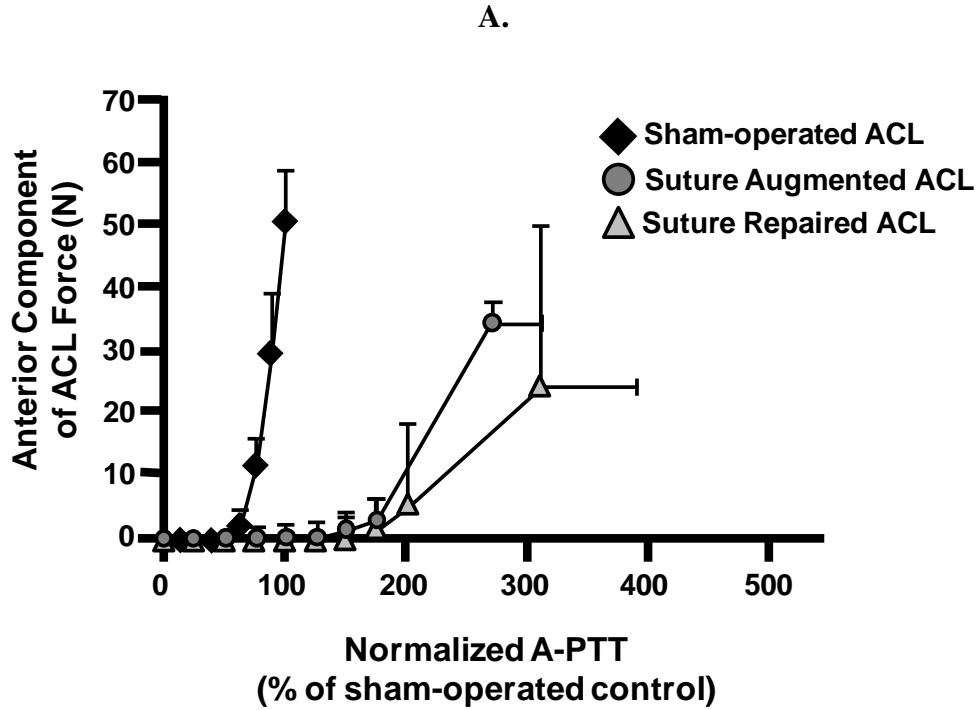 A.
70
60
50
40
30
20
10
0
Anterior Component
of ACL Force (N)
Sham-operated ACL
Suture Augmented ACL
Suture Repaired ACL
0 100 200 300 400 500
Normalized A-PTT
(% of sham-operated control)